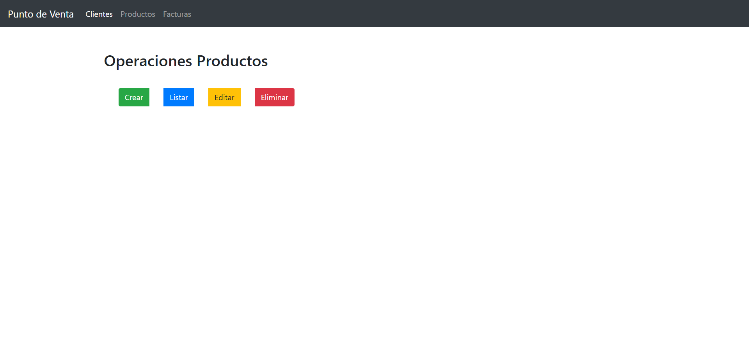 Punto de Venta Clientes Productos Facturas
Operaciones Productos
Crear Listar Editar Eliminar